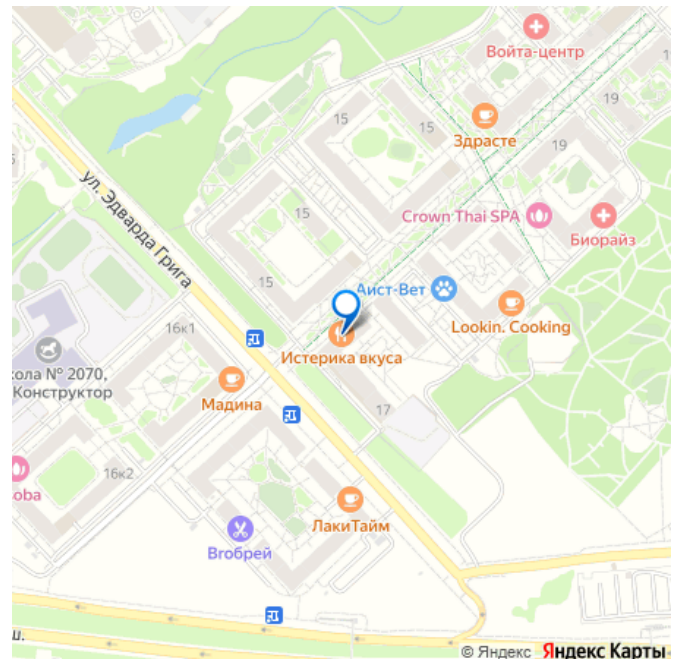 Войта-центр
19
15
15
Здрасте
19
ул. Эдварда Грига
15
Crown Thai SPA
Биорайз
15
Аист-Вет
Lookin. Cooking
16к1
Истерика вкуса
кола № 2070,
Конструктор
Мадина
17
16к2
oba
ЛакиТайм
Вгобрей
ш.
© Яндекс Яндекс Карты